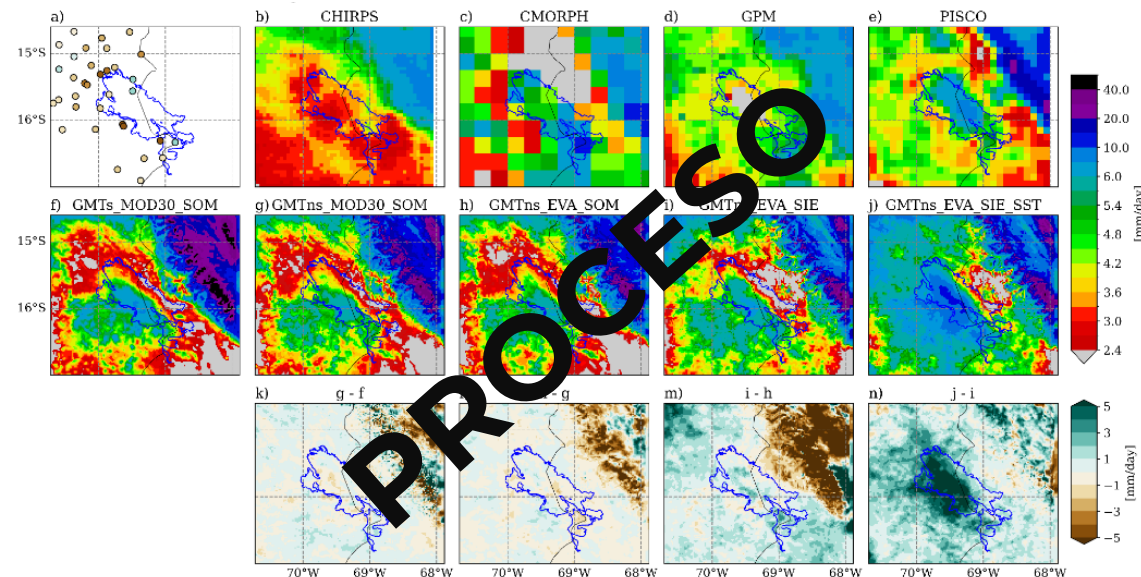 a)
b) CHIRPS
c) CMORPH
d) GPM
e) PISCO
15°S
16°S
40.0
20.0
10.0
6.0
5.4
4.8
4.2
3.6
3.0
2.4
[mm/day]
f) GMTs_MOD30_SOM
g) GMTns_MOD30_SOM
h) GMTns_EVA_SOM
i) GMTns_EVA_SIE
j) GMTns_EVA_SIE_SST
15°S
16°S
PROCESO
k) g - f
- g
m) i - h
n) j - i
5
3
1
−1
−3
−5
[mm/day]
70°W 69°W 68°W
70°W 69°W 68°W
70°W 69°W 68°W
70°W 69°W 68°W